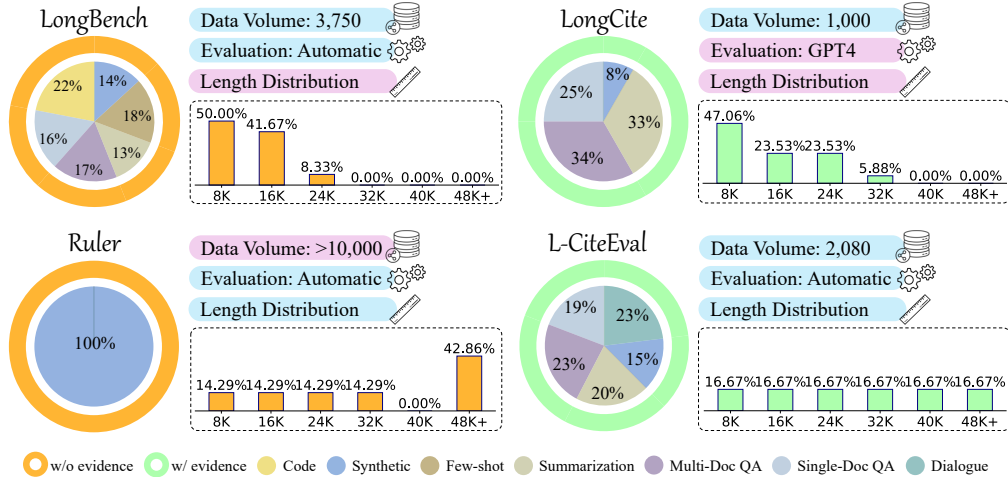 LongBench
Data Volume: 3,750
Evaluation: Automatic
Length Distribution
22%
14%
18%
13%
17%
16%
50.00%
41.67%
8.33%
0.00%
0.00%
0.00%
8K
16K
24K
32K
40K
48K+
LongCite
Data Volume: 1,000
Evaluation: GPT4
Length Distribution
8%
25%
33%
34%
47.06%
23.53%
23.53%
5.88%
0.00%
0.00%
8K
16K
24K
32K
40K
48K+
Ruler
Data Volume: >10,000
Evaluation: Automatic
Length Distribution
100%
14.29%
14.29%
14.29%
14.29%
0.00%
42.86%
8K
16K
24K
32K
40K
48K+
L-CiteEval
Data Volume: 2,080
Evaluation: Automatic
Length Distribution
19%
23%
15%
20%
23%
16.67%
16.67%
16.67%
16.67%
16.67%
16.67%
8K
16K
24K
32K
40K
48K+
w/o evidence
w/ evidence
Code
Synthetic
Few-shot
Summarization
Multi-Doc QA
Single-Doc QA
Dialogue